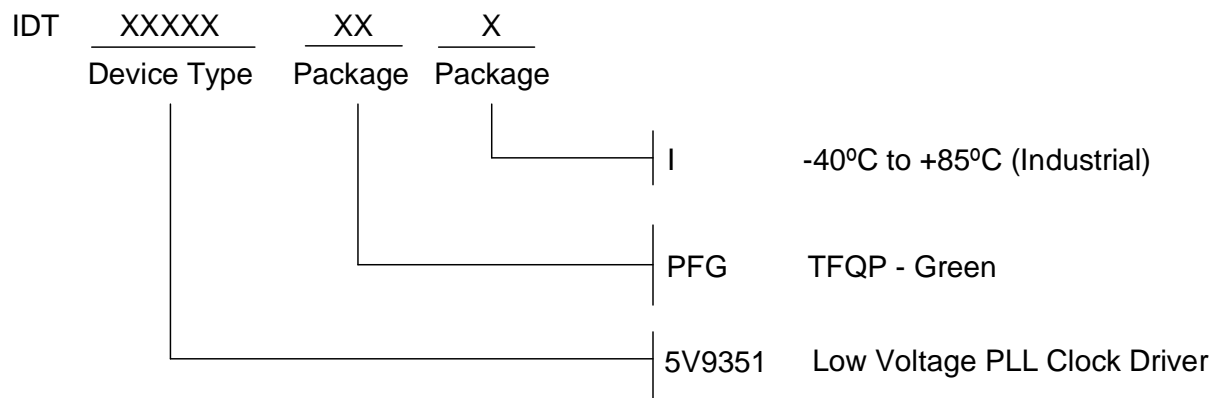 IDT XXXXX XX X
Device Type Package Package
I -40ºC to +85ºC (Industrial)
PFG TFQP - Green
5V9351 Low Voltage PLL Clock Driver